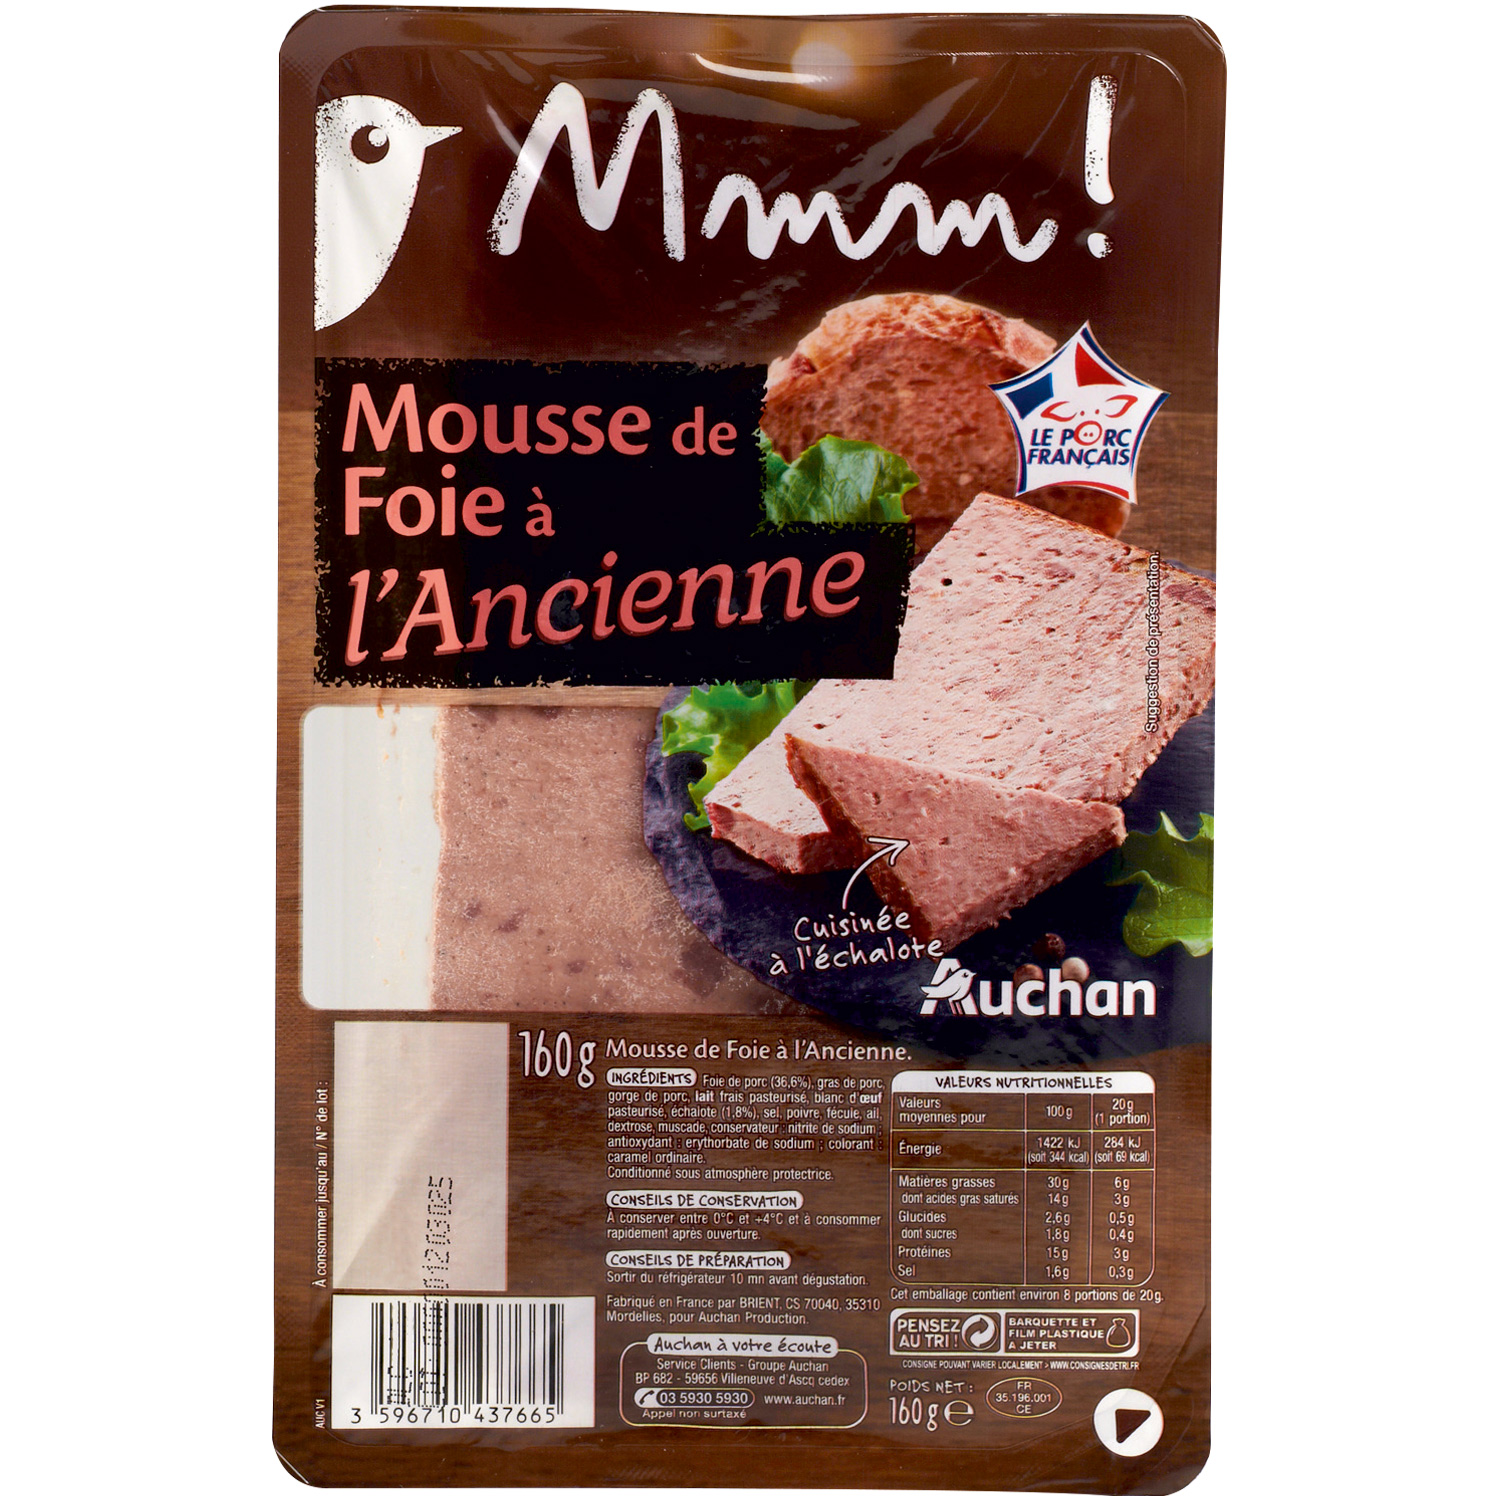 Mmmm!
Mousse de
Foie à
l'Ancienne
LE PORC
FRANÇAIS
Suggestion de présentation.
Cuisinée
à l'échalote
Auchan
160g
Mousse de Foie à l'Ancienne.
INGRÉDIENTS Foie de porc (36,6%), gras de porc,
gorge de porc, lait frais pasteurisé, blanc d'œuf
pasteurisé, échalote (1,8%), sel, poivre, fécule, ail,
dextrose, muscade, conservateur : nitrite de sodium ;
antioxydant : erythorbate de sodium ; colorant :
caramel ordinaire.
Conditionné sous atmosphère protectrice.
CONSEILS DE CONSERVATION
À conserver entre 0°C et +4°C et à consommer
rapidement après ouverture.
CONSEILS DE PRÉPARATION
Sortir du réfrigérateur 10 mn avant dégustation.
Fabriqué en France par BRIENT, CS 70040, 35310
Mordelles, pour Auchan Production.
Auchan à votre écoute
Service Clients - Groupe Auchan
BP 682 - 59656 Villeneuve d'Ascq cedex
03 5930 5930 www.auchan.fr
Appel non surtaxé
VALEURS NUTRITIONNELLES
Valeurs
moyennes pour 100g 20g
(1 portion)
Énergie 1422 kJ 284 kJ
(soit 344 kcal) (soit 69 kcal)
Matières grasses 30g 6g
dont acides gras saturés 14g 3g
Glucides 2,6g 0,5g
dont sucres 1,8g 0,4g
Protéines 15g 3g
Sel 1,6g 0,3g
Cet emballage contient environ 8 portions de 20g.
PENSEZ
AU TRI !
BARQUETTE ET
FILM PLASTIQUE
À JETER
CONSIGNE POUVANT VARIER LOCALEMENT > WWW.CONSIGNESDETRI.FR
POIDS NET :
160g e
FR
35.196.001
CE
À consommer jusqu'au / N° de lot :
AUC V1
3 596710 437665